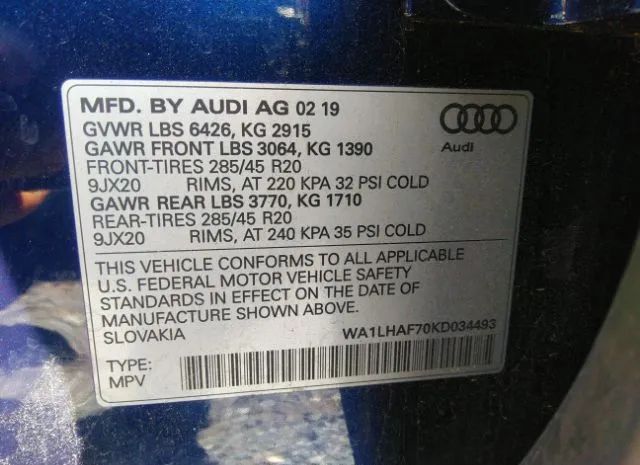 MFD. BY AUDI AG 02 19
GVWR LBS 6426, KG 2915
GAWR FRONT LBS 3064, KG 1390
FRONT-TIRES 285/45 R20
9JX20 RIMS, AT 220 KPA 32 PSI COLD
GAWR REAR LBS 3770, KG 1710
REAR-TIRES 285/45 R20
9JX20 RIMS, AT 240 KPA 35 PSI COLD
Audi
THIS VEHICLE CONFORMS TO ALL APPLICABLE
U.S. FEDERAL MOTOR VEHICLE SAFETY
STANDARDS IN EFFECT ON THE DATE OF
MANUFACTURE SHOWN ABOVE.
SLOVAKIA WA1LHAF70KD034493
TYPE:
MPV